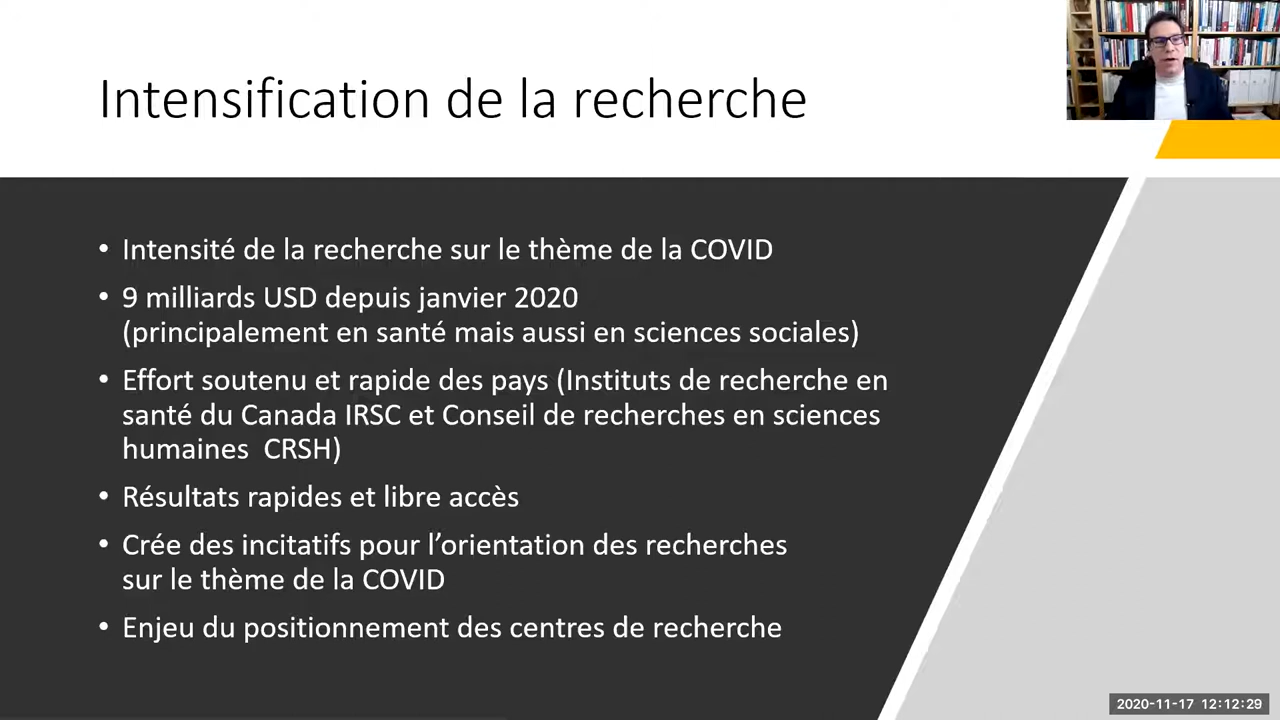 Intensification de la recherche
• Intensité de la recherche sur le thème de la COVID
• 9 milliards USD depuis janvier 2020
(principalement en santé mais aussi en sciences sociales)
• Effort soutenu et rapide des pays (Instituts de recherche en
santé du Canada IRSC et Conseil de recherches en sciences
humaines  CRSH)
• Résultats rapides et libre accès
• Crée des incitatifs pour l’orientation des recherches
sur le thème de la COVID
• Enjeu du positionnement des centres de recherche
2020-11-17 12:12:29